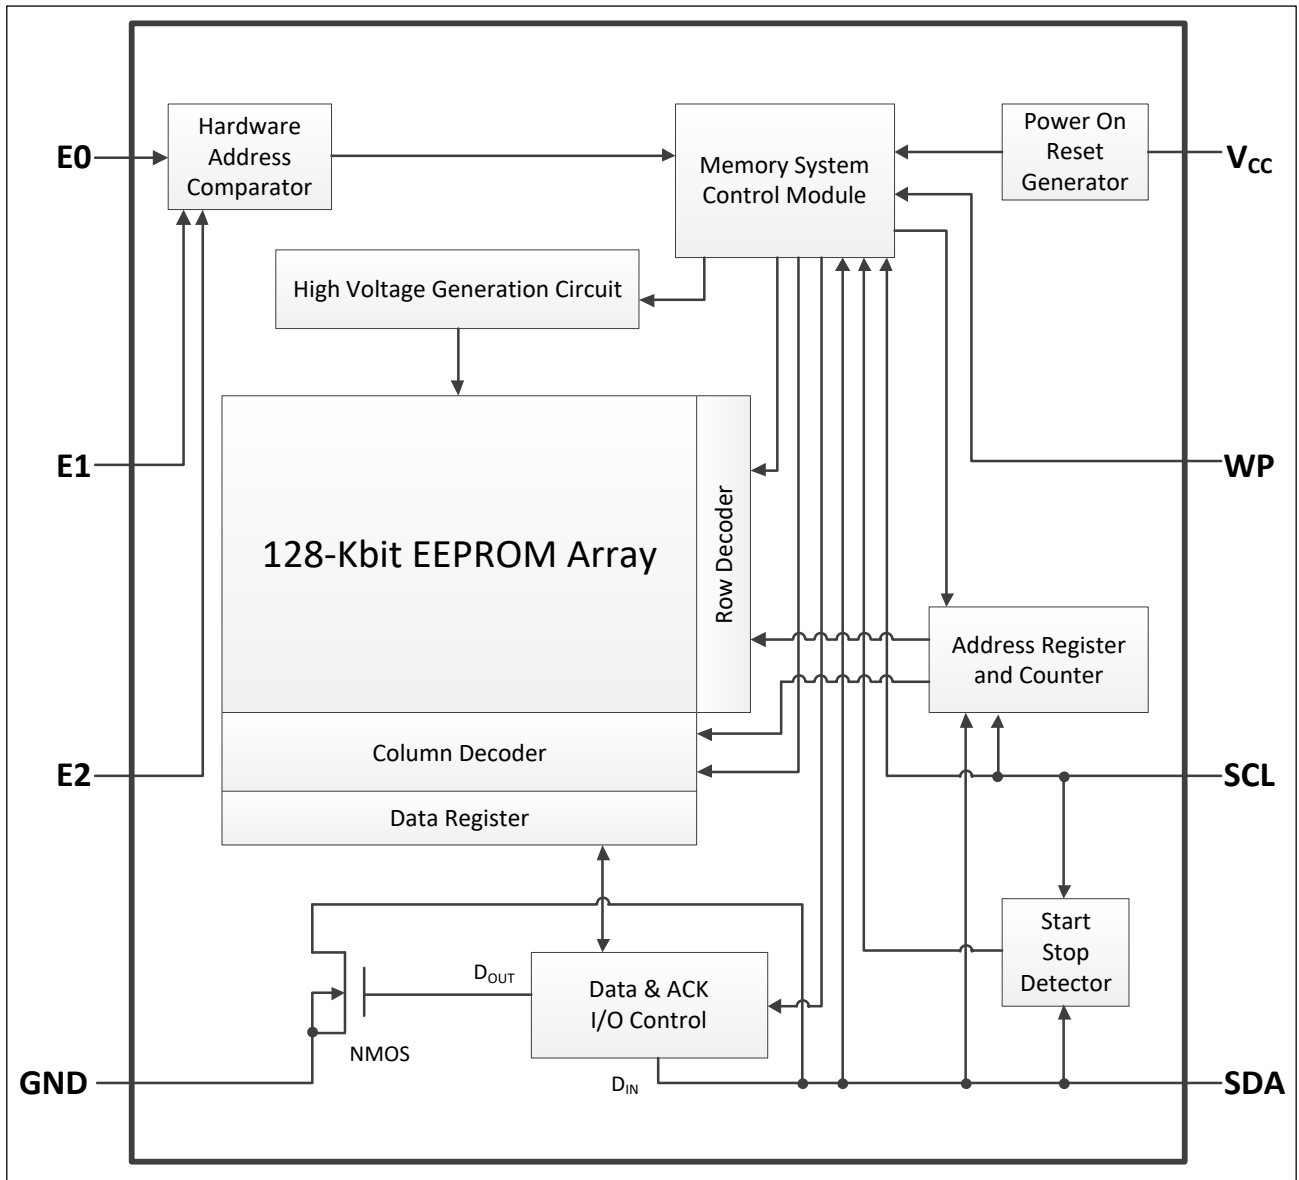 Hardware
Address
Comparator
E0
Memory System
Control Module
Power On
Reset
Generator
VCC
High Voltage Generation Circuit
E1
WP
128-Kbit EEPROM Array
Row Decoder
Address Register
and Counter
Column Decoder
E2
SCL
Data Register
Start
Stop
Detector
DOUT
Data & ACK
I/O Control
NMOS
GND
DIN
SDA